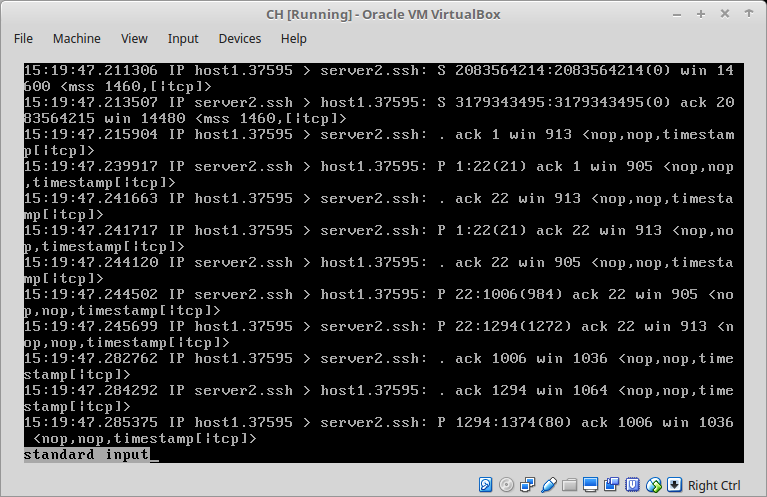 CH [Running] - Oracle VM VirtualBox
File Machine View Input Devices Help
15:19:47.211306 IP host1.37595 > server2.ssh: S 2083564214:2083564214(0) win 14
600 <mss 1460,[¦tcp]>
15:19:47.213507 IP server2.ssh > host1.37595: S 3179343495:3179343495(0) ack 20
83564215 win 14480 <mss 1460,[¦tcp]>
15:19:47.215904 IP host1.37595 > server2.ssh: . ack 1 win 913 <nop,nop,timestam
p[¦tcp]>
15:19:47.239917 IP server2.ssh > host1.37595: P 1:22(21) ack 1 win 905 <nop,nop
,timestamp[¦tcp]>
15:19:47.241663 IP host1.37595 > server2.ssh: . ack 22 win 913 <nop,nop,timesta
mp[¦tcp]>
15:19:47.241717 IP host1.37595 > server2.ssh: P 1:22(21) ack 22 win 913 <nop,no
p,timestamp[¦tcp]>
15:19:47.244120 IP server2.ssh > host1.37595: . ack 22 win 905 <nop,nop,timesta
mp[¦tcp]>
15:19:47.244502 IP server2.ssh > host1.37595: P 22:1006(984) ack 22 win 905 <no
p,nop,timestamp[¦tcp]>
15:19:47.245699 IP host1.37595 > server2.ssh: P 22:1294(1272) ack 22 win 913 <n
op,nop,timestamp[¦tcp]>
15:19:47.282762 IP host1.37595 > server2.ssh: . ack 1006 win 1036 <nop,nop,time
stamp[¦tcp]>
15:19:47.284292 IP server2.ssh > host1.37595: . ack 1294 win 1064 <nop,nop,time
stamp[¦tcp]>
15:19:47.285375 IP host1.37595 > server2.ssh: P 1294:1374(80) ack 1006 win 1036
 <nop,nop,timestamp[¦tcp]>
standard input_
Right Ctrl